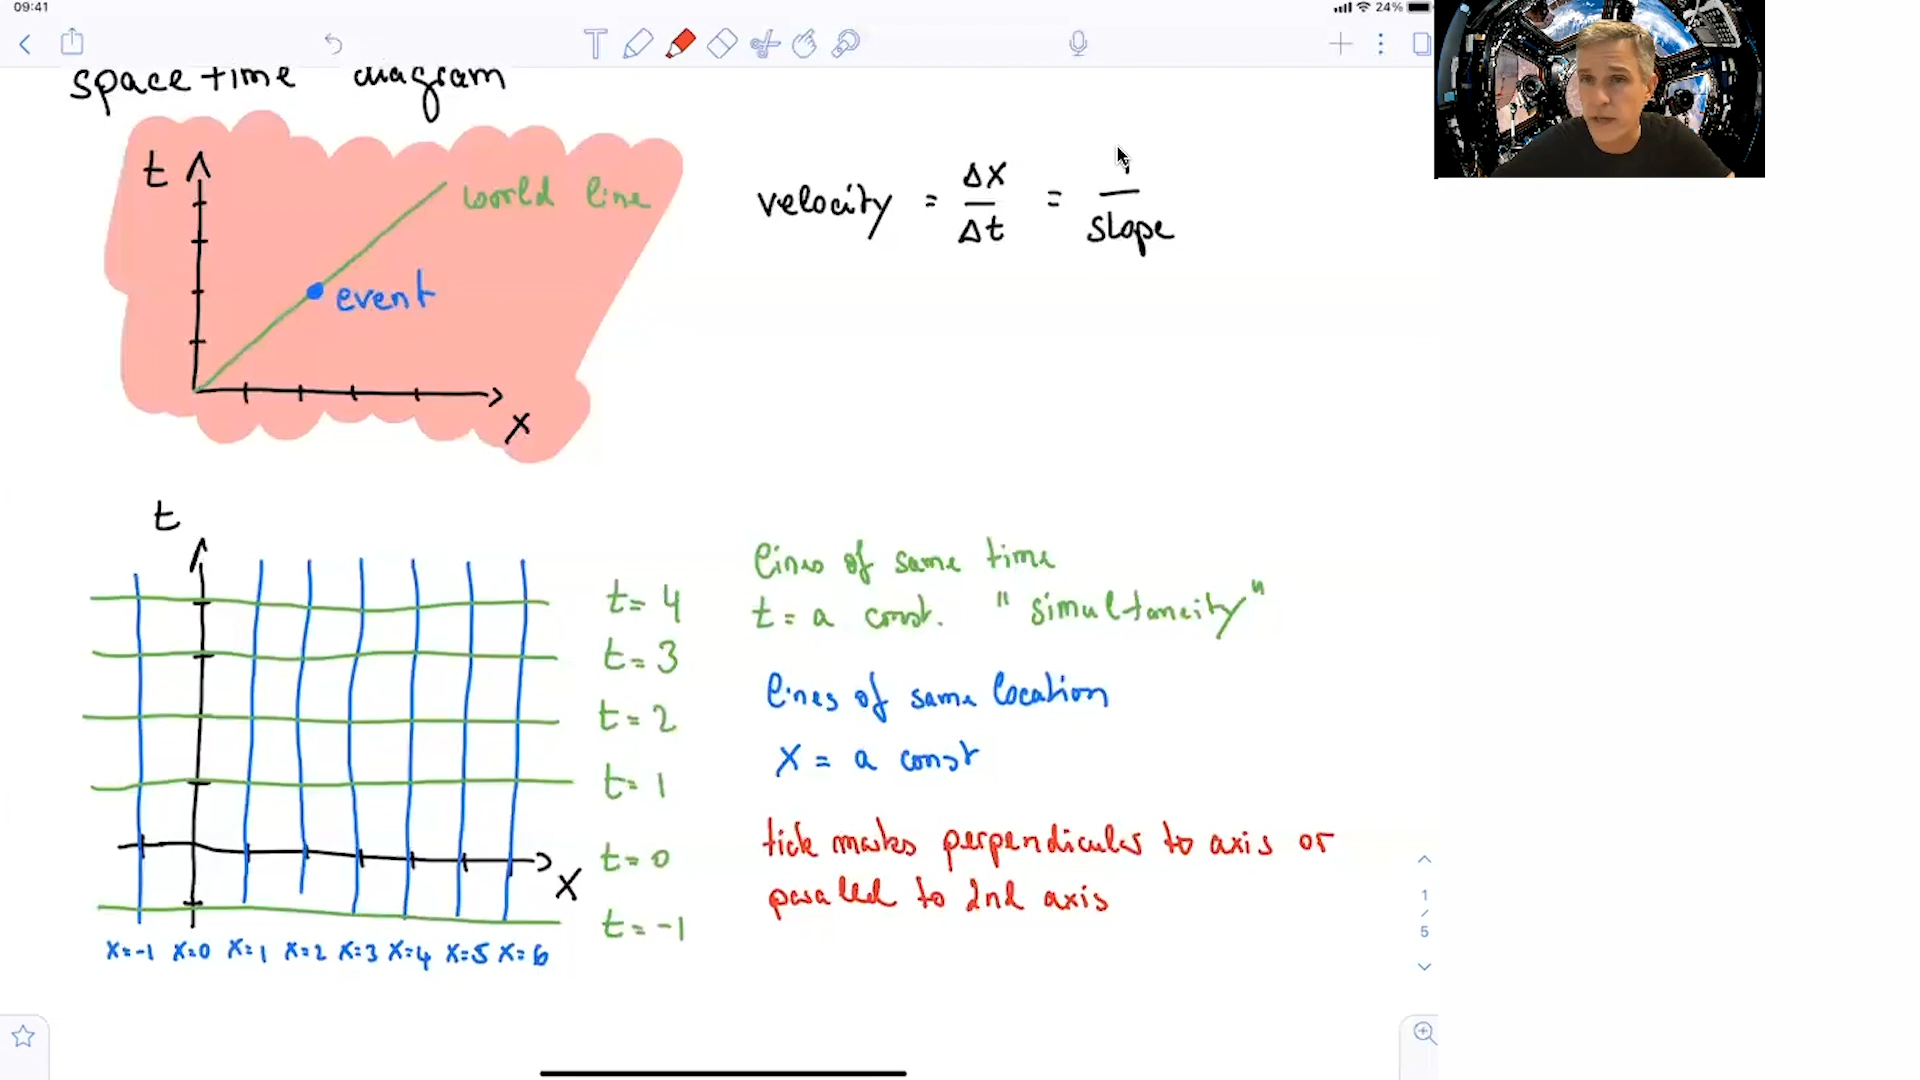 09:41
24%
space time diagram
t
world line
event
x
velocity = Δx/Δt = 1/slope
t
t= 4
t= 3
t= 2
t= 1
t= 0
t= -1
x
x=-1 x=0 x=1 x=2 x=3 x=4 x=5 x=6
lines of same time
t= a const. "simultaneity"
lines of same location
x = a const
tick marks perpendicular to axis or
parallel to 2nd axis
1
/
5